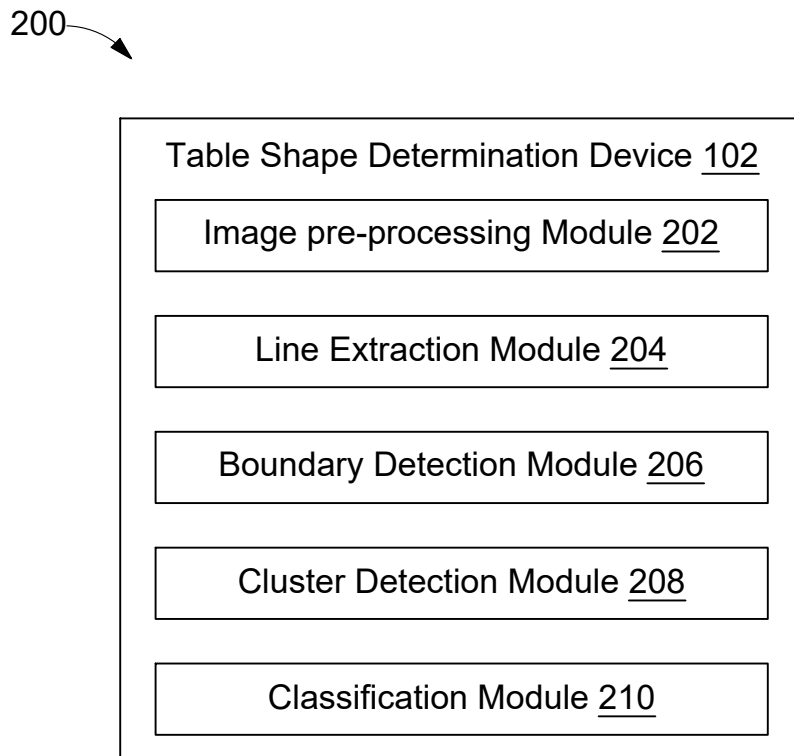 200
Table Shape Determination Device 102
Image pre-processing Module 202
Line Extraction Module 204
Boundary Detection Module 206
Cluster Detection Module 208
Classification Module 210